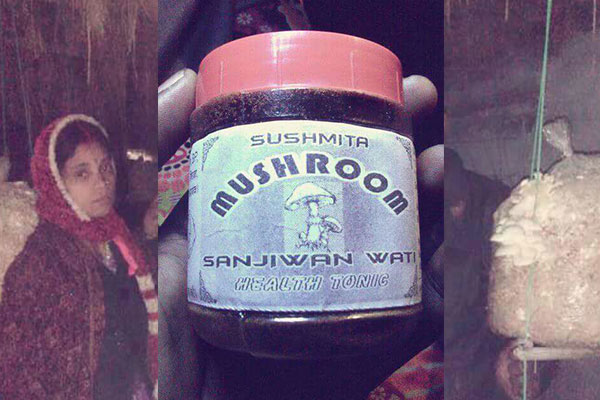 SUSHMITA
MUSHROOM
SANJIWAN WATI
HEALTH TONIC